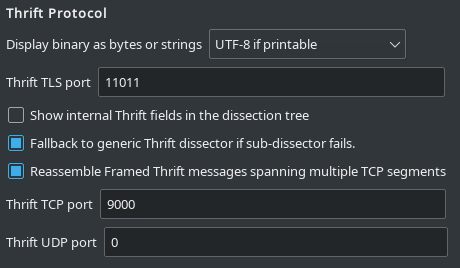 Thrift Protocol
Display binary as bytes or strings UTF-8 if printable
Thrift TLS port 11011
Show internal Thrift fields in the dissection tree
Fallback to generic Thrift dissector if sub-dissector fails.
Reassemble Framed Thrift messages spanning multiple TCP segments
Thrift TCP port 9000
Thrift UDP port 0